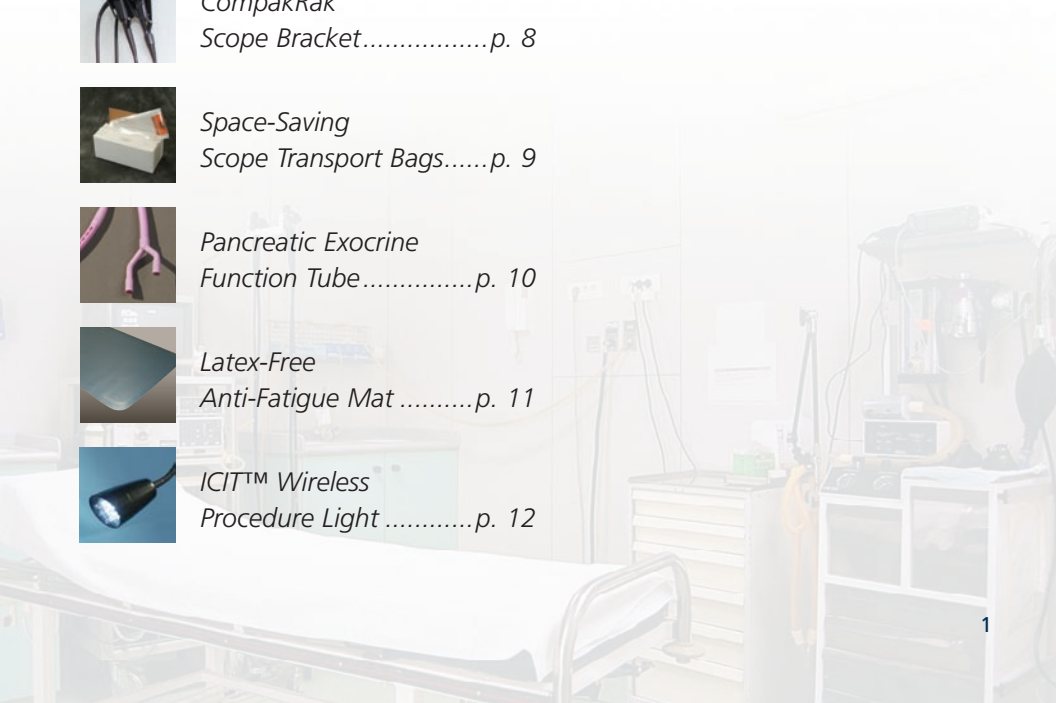 CompakRak
Scope Bracket.................p. 8
Space-Saving
Scope Transport Bags......p. 9
Pancreatic Exocrine
Function Tube...............p. 10
Latex-Free
Anti-Fatigue Mat ..........p. 11
ICIT™ Wireless
Procedure Light ............p. 12
1